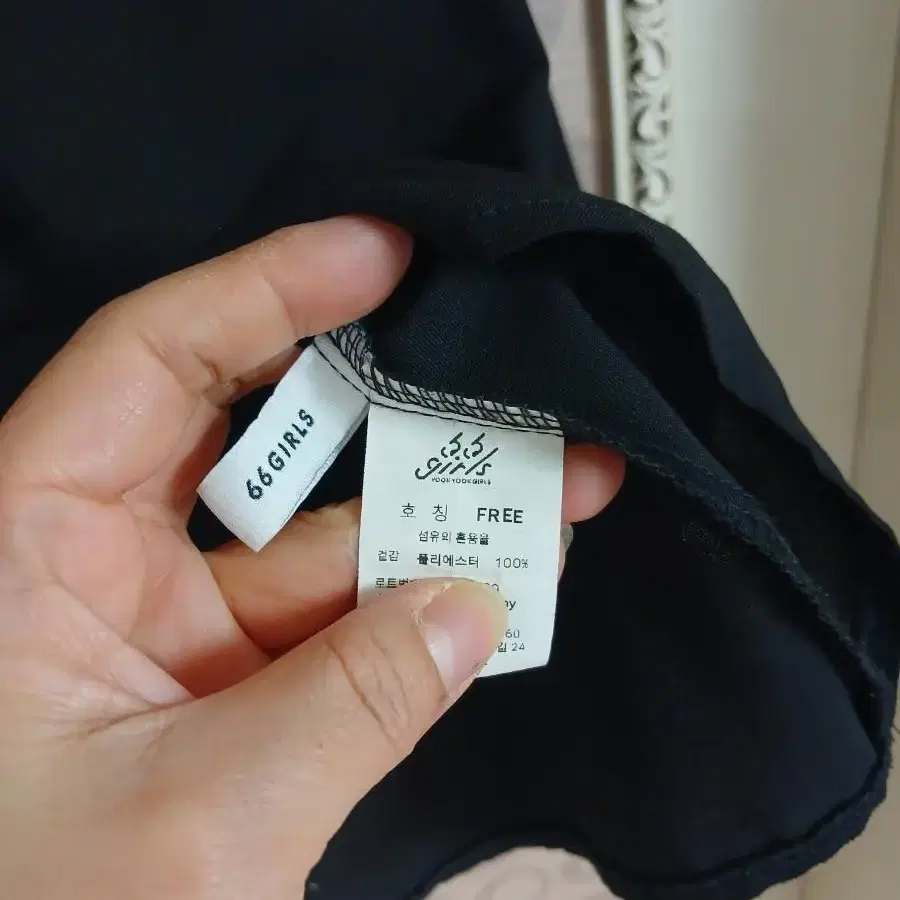 66GIRLS
66
girls
YOOKYOOKGIRLS
호 칭 FREE
섬유의 혼용율
겉감 폴리에스터 100%
60
길 24